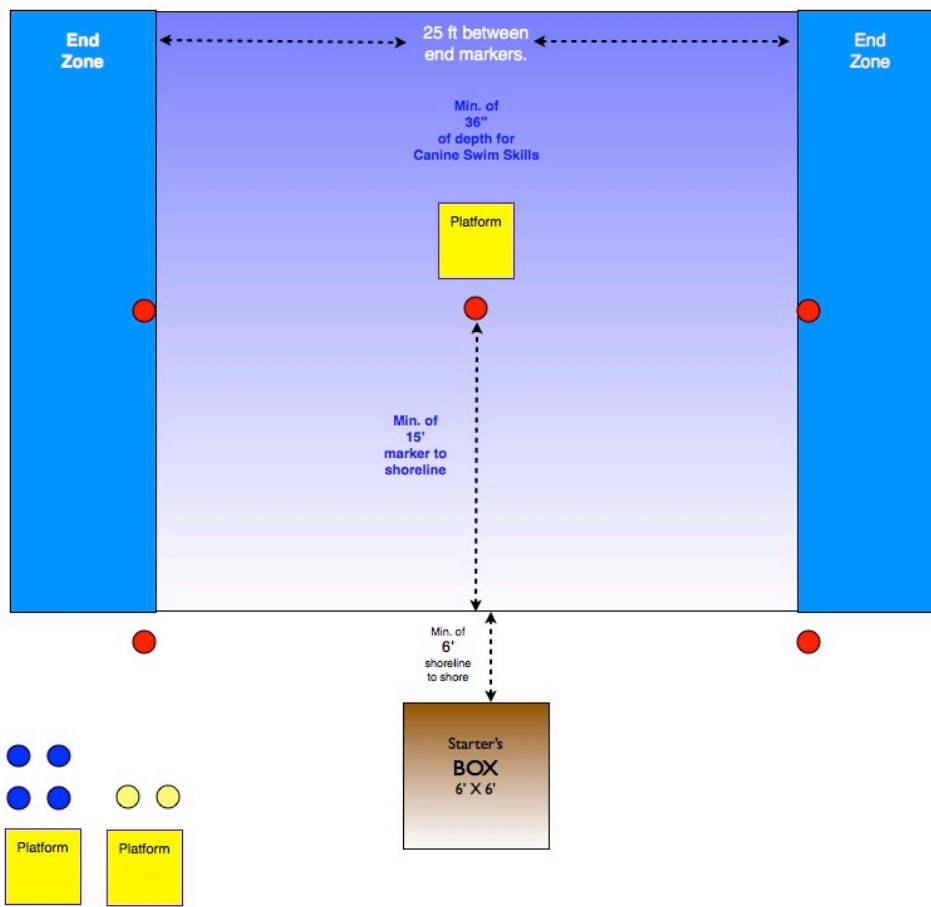 End
Zone
25 ft between
end markers.
End
Zone
Min. of
36"
of depth for
Canine Swim Skills
Platform
Min. of
15'
marker to
shoreline
Min. of
6'
shoreline
to shore
Starter's
BOX
6' X 6'
Platform
Platform